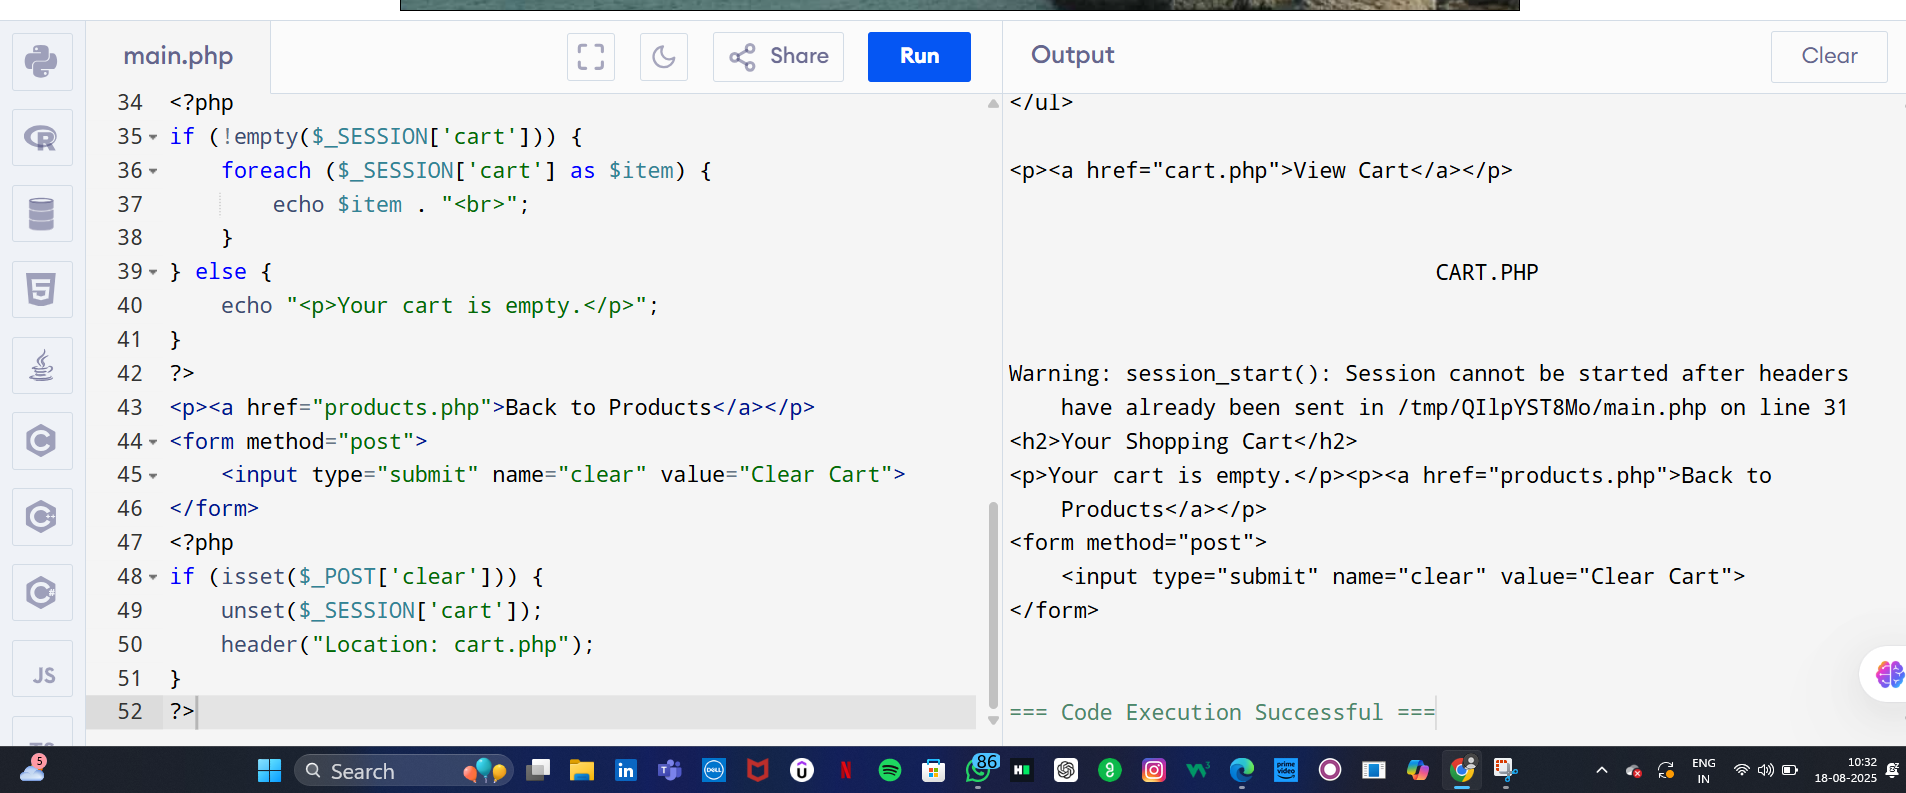 main.php
Share
Run
Output
Clear
34 <?php
35 if (!empty($_SESSION['cart'])) {
36     foreach ($_SESSION['cart'] as $item) {
37         echo $item . "<br>";
38     }
39 } else {
40     echo "<p>Your cart is empty.</p>";
41 }
42 ?>
43 <p><a href="products.php">Back to Products</a></p>
44 <form method="post">
45     <input type="submit" name="clear" value="Clear Cart">
46 </form>
47 <?php
48 if (isset($_POST['clear'])) {
49     unset($_SESSION['cart']);
50     header("Location: cart.php");
51 }
52 ?>
</ul>
<p><a href="cart.php">View Cart</a></p>
CART.PHP
Warning: session_start(): Session cannot be started after headers
have already been sent in /tmp/QIlpYST8Mo/main.php on line 31
<h2>Your Shopping Cart</h2>
<p>Your cart is empty.</p><p><a href="products.php">Back to
Products</a></p>
<form method="post">
    <input type="submit" name="clear" value="Clear Cart">
</form>
=== Code Execution Successful ===
JS
5
Search
86
ENG
IN
10:32
18-08-2025